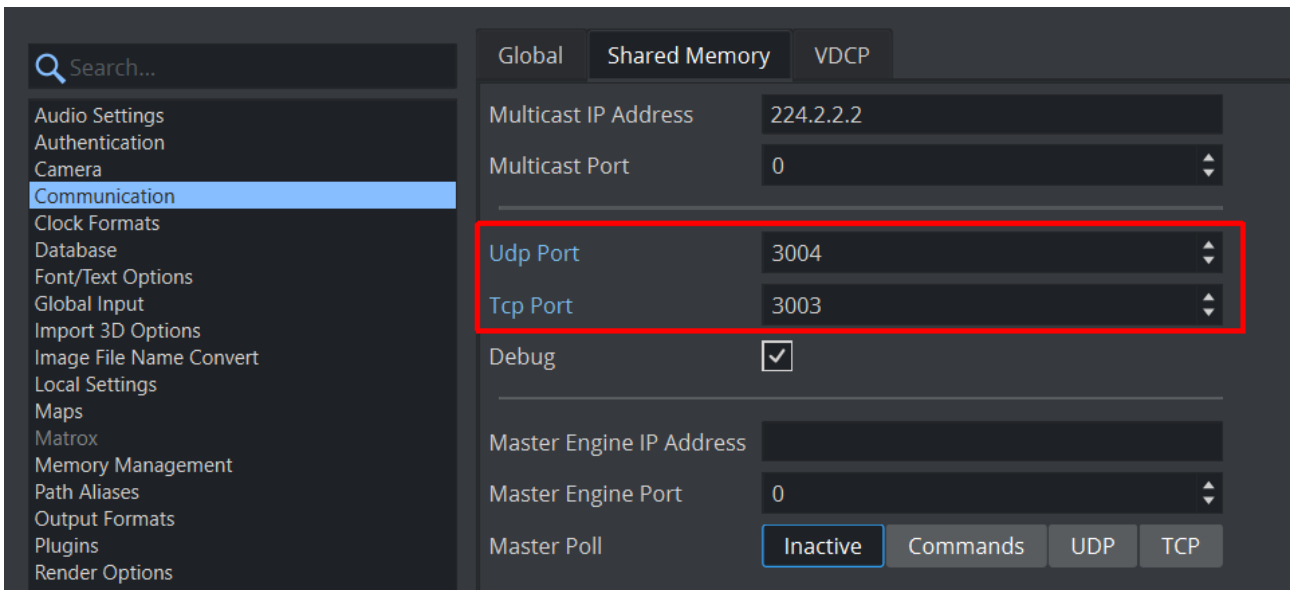 Search...
Audio Settings
Authentication
Camera
Communication
Clock Formats
Database
Font/Text Options
Global Input
Import 3D Options
Image File Name Convert
Local Settings
Maps
Matrox
Memory Management
Path Aliases
Output Formats
Plugins
Render Options
Global Shared Memory VDCP
Multicast IP Address 224.2.2.2
Multicast Port 0
Udp Port 3004
Tcp Port 3003
Debug
Master Engine IP Address
Master Engine Port 0
Master Poll Inactive Commands UDP TCP